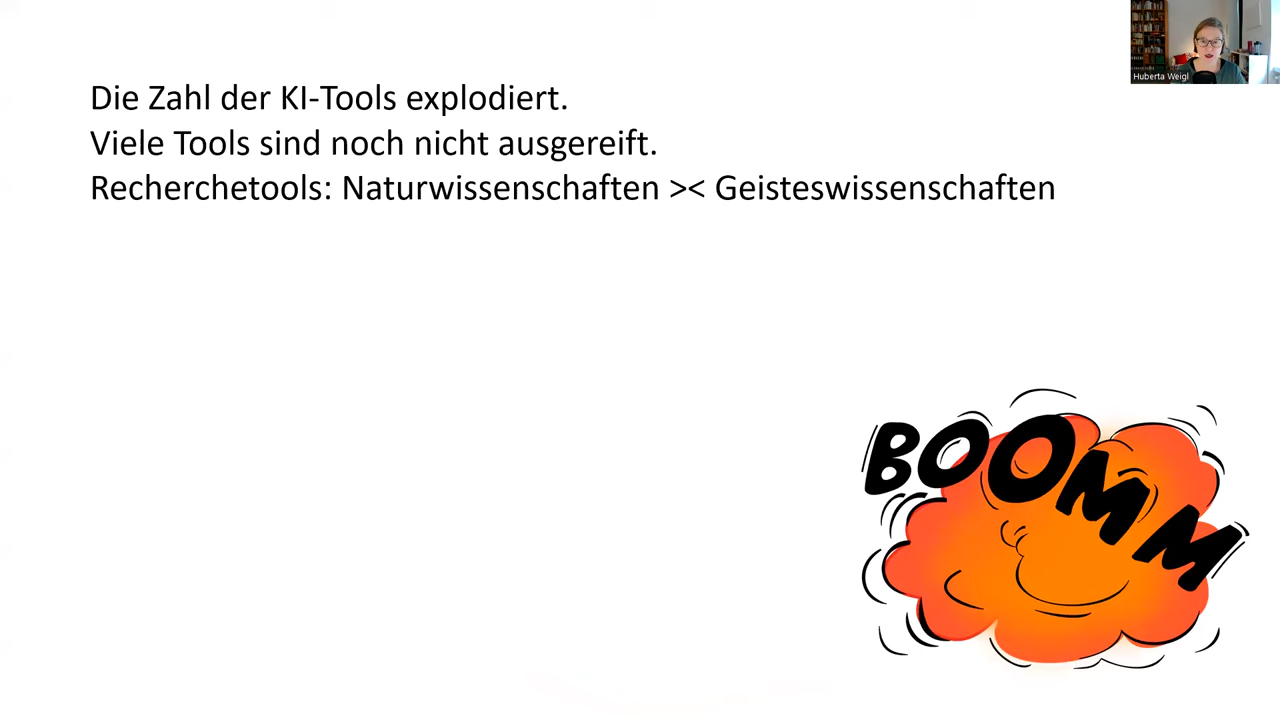 Die Zahl der KI-Tools explodiert.
Viele Tools sind noch nicht ausgereift.
Recherchetools: Naturwissenschaften >< Geisteswissenschaften
Huberta Weigl
BOOMM